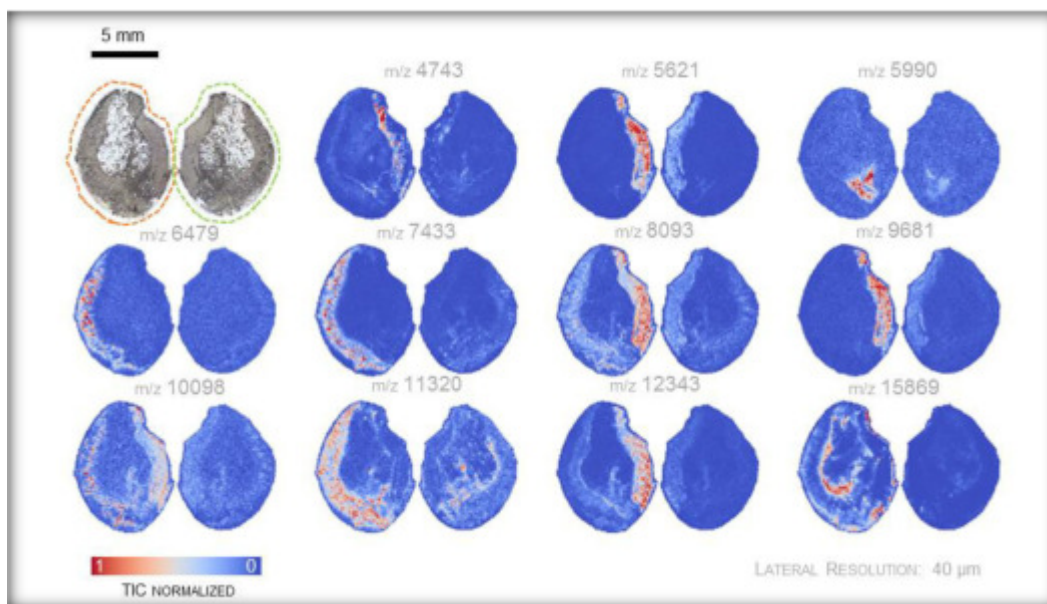 5 mm
m/z 4743
m/z 5621
m/z 5990
m/z 6479
m/z 7433
m/z 8093
m/z 9681
m/z 10098
m/z 11320
m/z 12343
m/z 15869
1 0
TIC NORMALIZED
LATERAL RESOLUTION: 40 µm